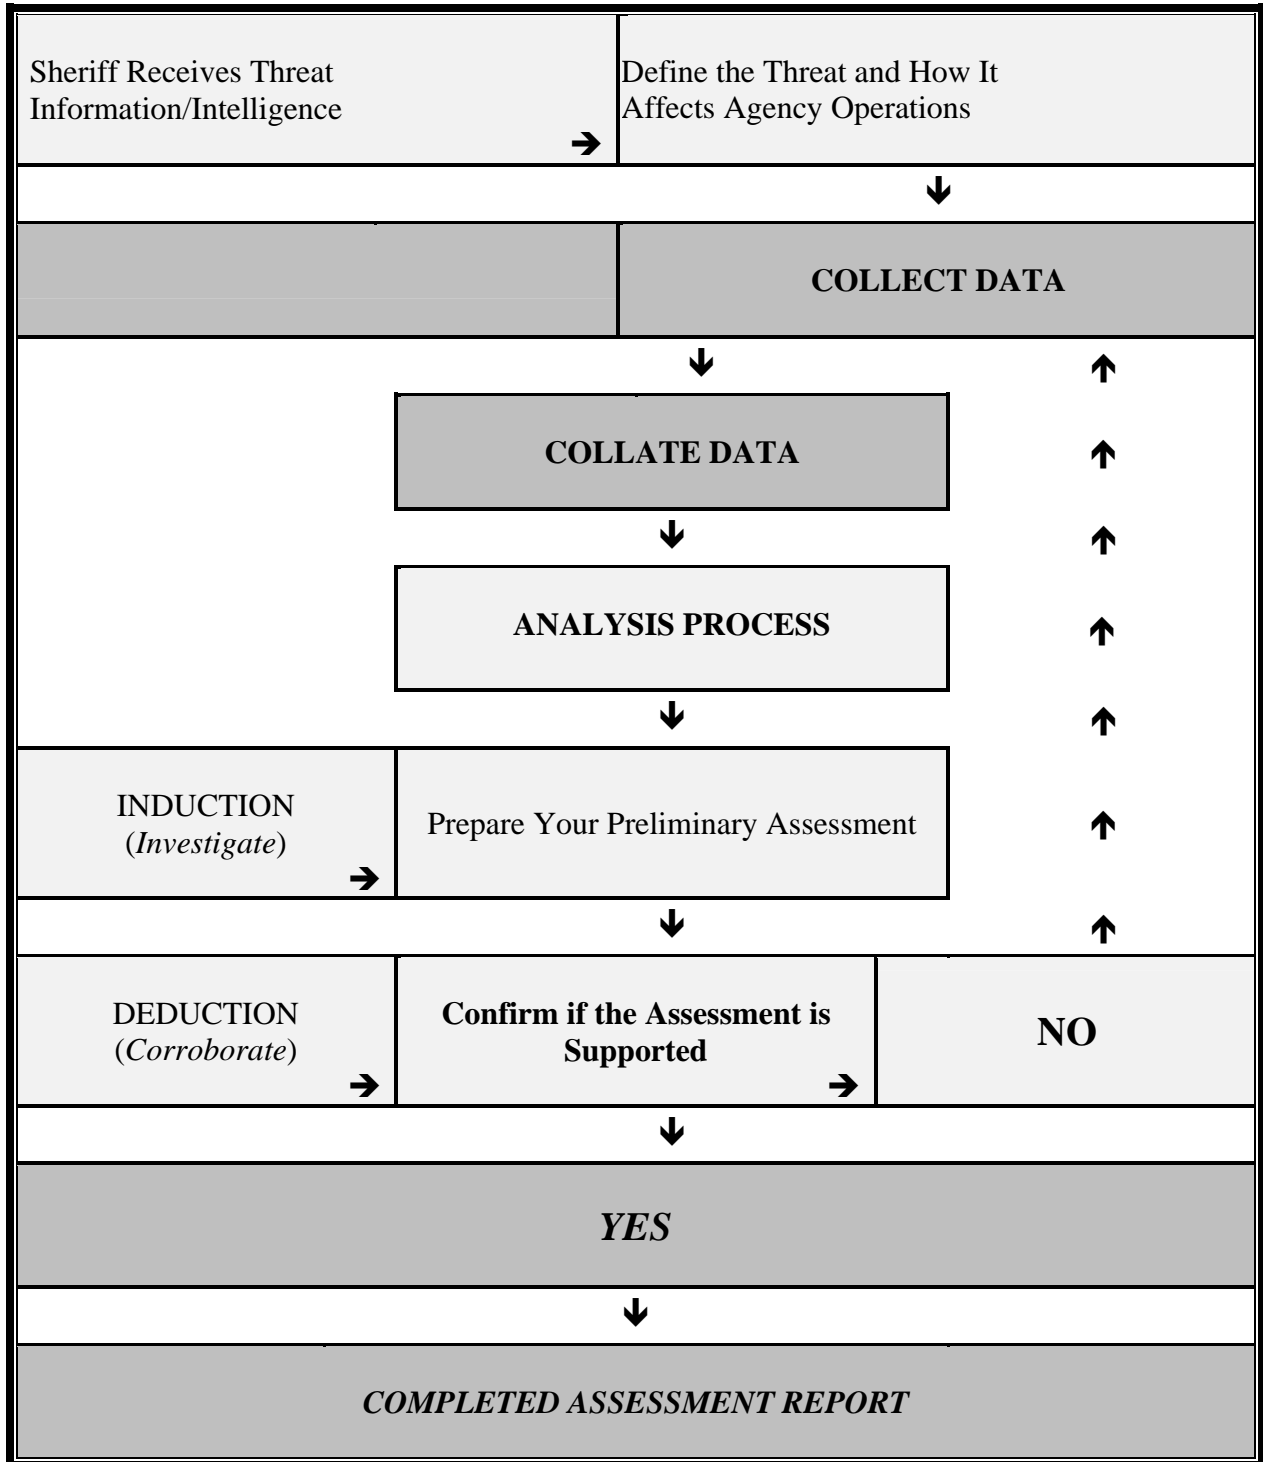 Sheriff Receives Threat
Information/Intelligence
➔
Define the Threat and How It
Affects Agency Operations
COLLECT DATA
COLLATE DATA
ANALYSIS PROCESS
INDUCTION
(Investigate)
➔
Prepare Your Preliminary Assessment
DEDUCTION
(Corroborate)
➔
Confirm if the Assessment is
Supported
➔
NO
YES
COMPLETED ASSESSMENT REPORT